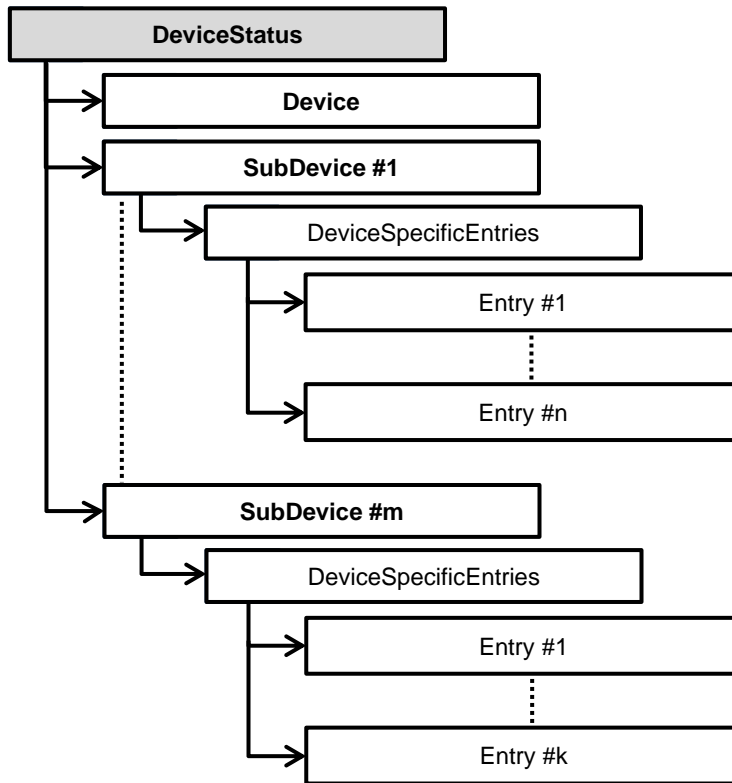 DeviceStatus
Device
SubDevice #1
DeviceSpecificEntries
Entry #1
Entry #n
SubDevice #m
DeviceSpecificEntries
Entry #1
Entry #k